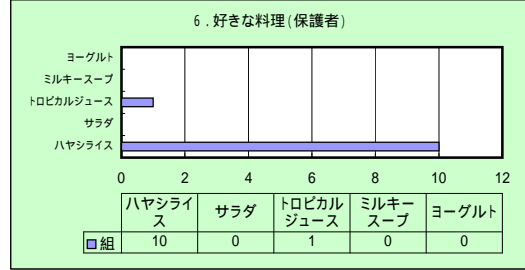 6．好きな料理(保護者)
ヨーグルト
ミルキースープ
トロピカルジュース
サラダ
ハヤシライス
0 2 4 6 8 10 12
ハヤシライ
ス
サラダ
トロピカル
ジュース
ミルキー
スープ
ヨーグルト
組 10 0 1 0 0